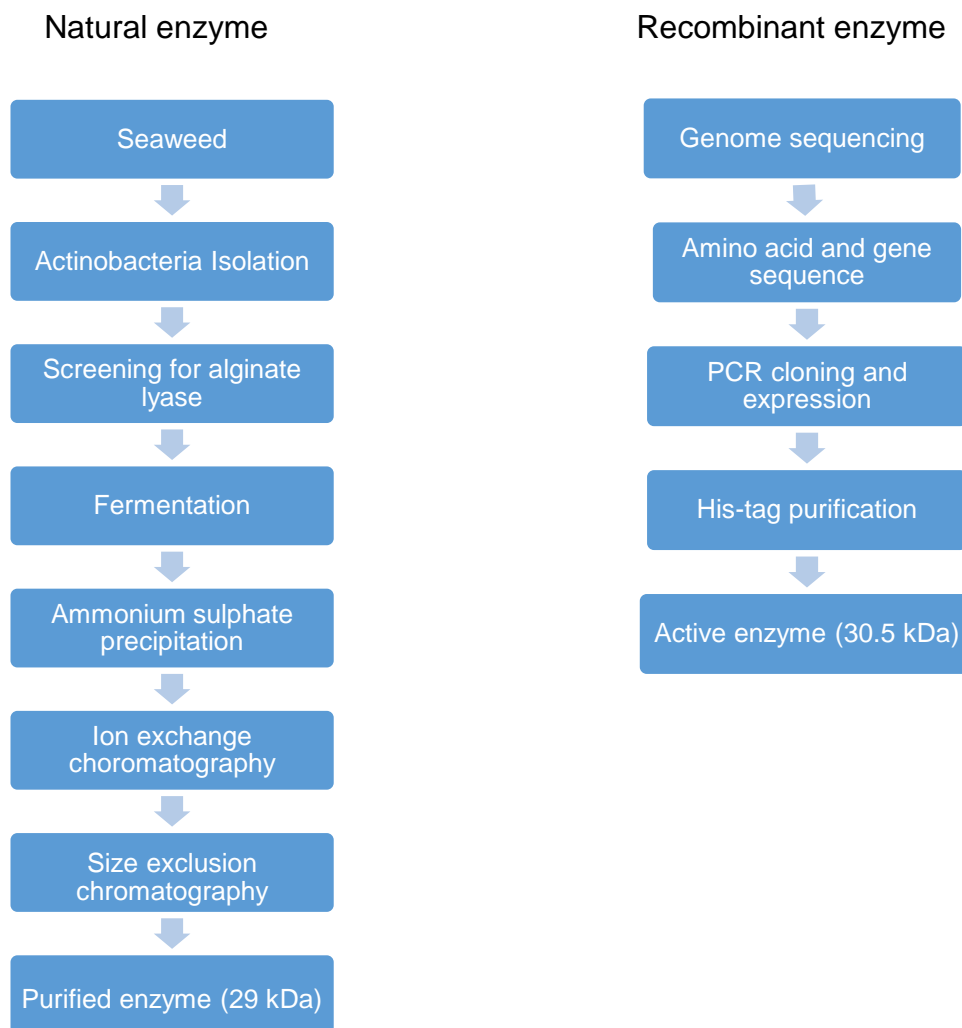 Natural enzyme
Seaweed
Actinobacteria Isolation
Screening for alginate
lyase
Fermentation
Ammonium sulphate
precipitation
Ion exchange
choromatography
Size exclusion
chromatography
Purified enzyme (29 kDa)
Recombinant enzyme
Genome sequencing
Amino acid and gene
sequence
PCR cloning and
expression
His-tag purification
Active enzyme (30.5 kDa)